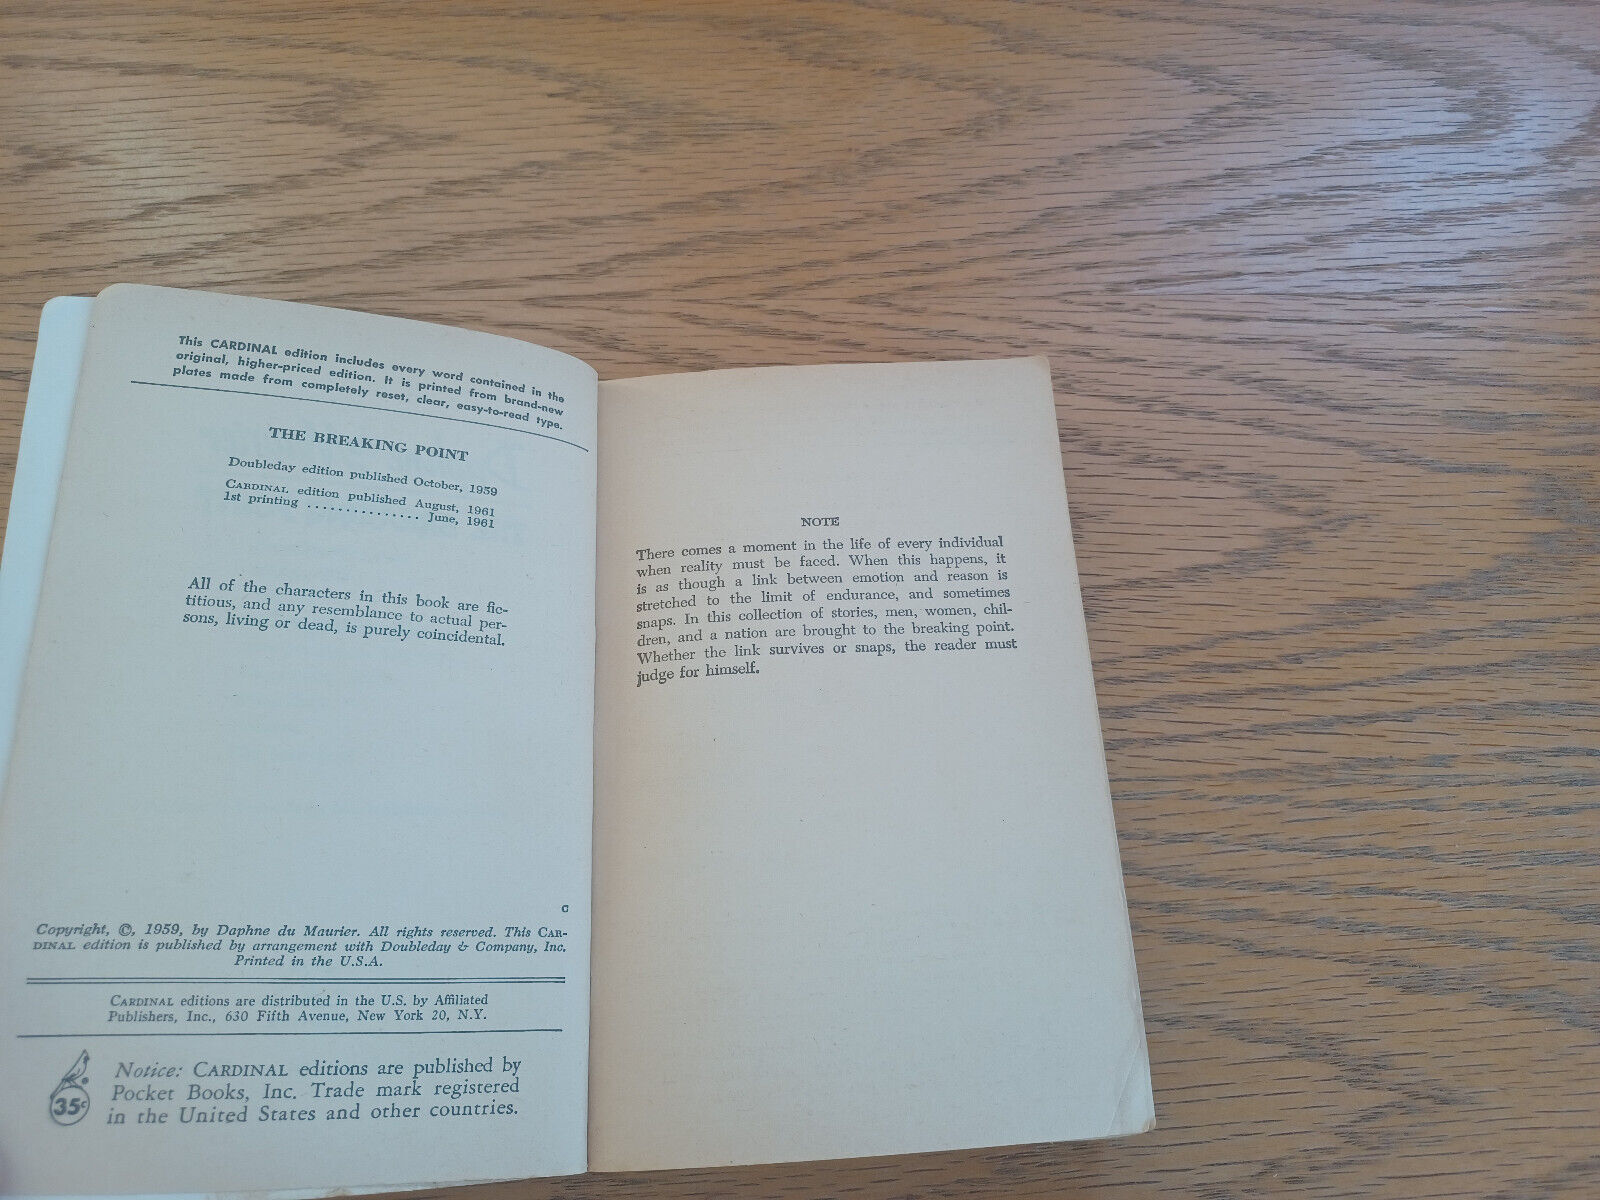 This CARDINAL edition includes every word contained in the
original, higher-priced edition. It is printed from brand-new
plates made from completely reset, clear, easy-to-read type.
THE BREAKING POINT
Doubleday edition published October, 1959
CARDINAL edition published August, 1961
1st printing ............... June, 1961
All of the characters in this book are fic-
titious, and any resemblance to actual per-
sons, living or dead, is purely coincidental.
C
Copyright, ©, 1959, by Daphne du Maurier. All rights reserved. This CAR-
DINAL edition is published by arrangement with Doubleday & Company, Inc.
Printed in the U.S.A.
CARDINAL editions are distributed in the U.S. by Affiliated
Publishers, Inc., 630 Fifth Avenue, New York 20, N.Y.
35c
Notice: CARDINAL editions are published by
Pocket Books, Inc. Trade mark registered
in the United States and other countries.
NOTE
There comes a moment in the life of every individual
when reality must be faced. When this happens, it
is as though a link between emotion and reason is
stretched to the limit of endurance, and sometimes
snaps. In this collection of stories, men, women, chil-
dren, and a nation are brought to the breaking point.
Whether the link survives or snaps, the reader must
judge for himself.